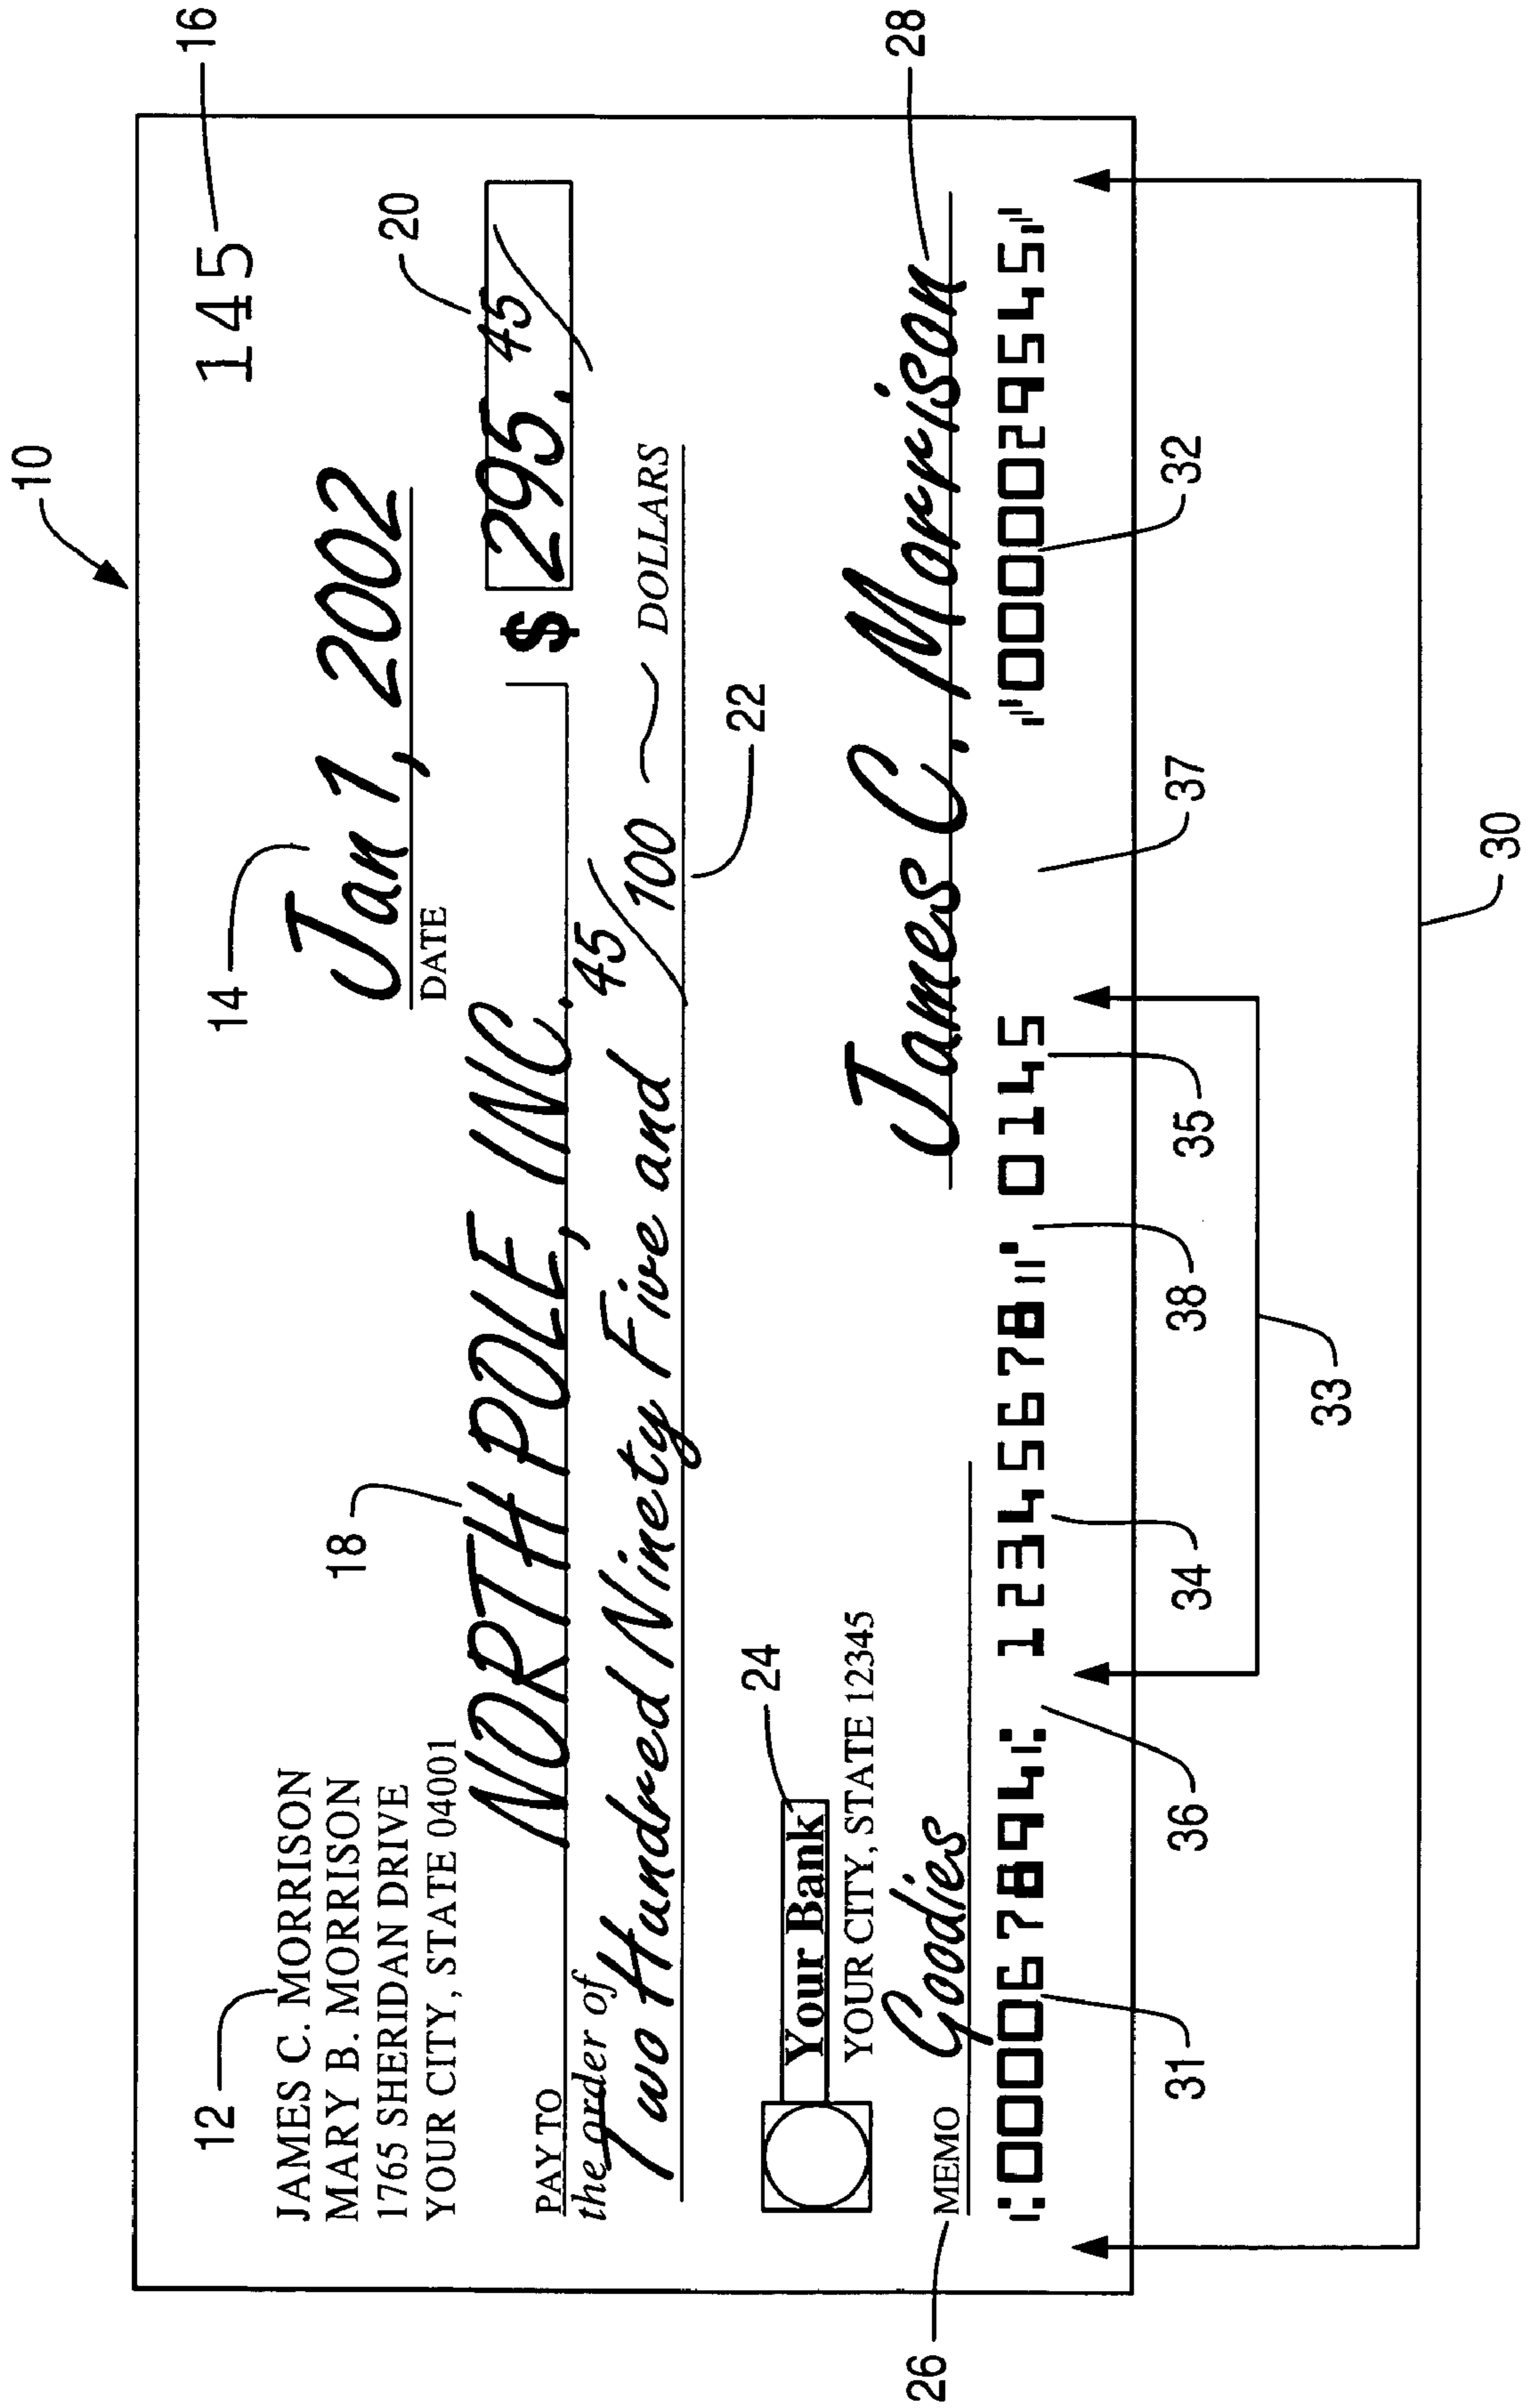 10
16
12
14
JAMES C. MORRISON
MARY B. MORRISON
1765 SHERIDAN DRIVE
YOUR CITY, STATE 04001
145
Jan 1, 2002
DATE
18
20
PAY TO
the order of
NORTH POLE, INC.
$ 295.45
Two Hundred Ninety Five and 45/100 DOLLARS
22
24
Your Bank
YOUR CITY, STATE 12345
26
28
MEMO Goodies
James C. Morrison
⑆000067894⑆ 12345678⑈ 0145 ⑇0000029545⑇
31 36 34 38 35 37 32
33
30